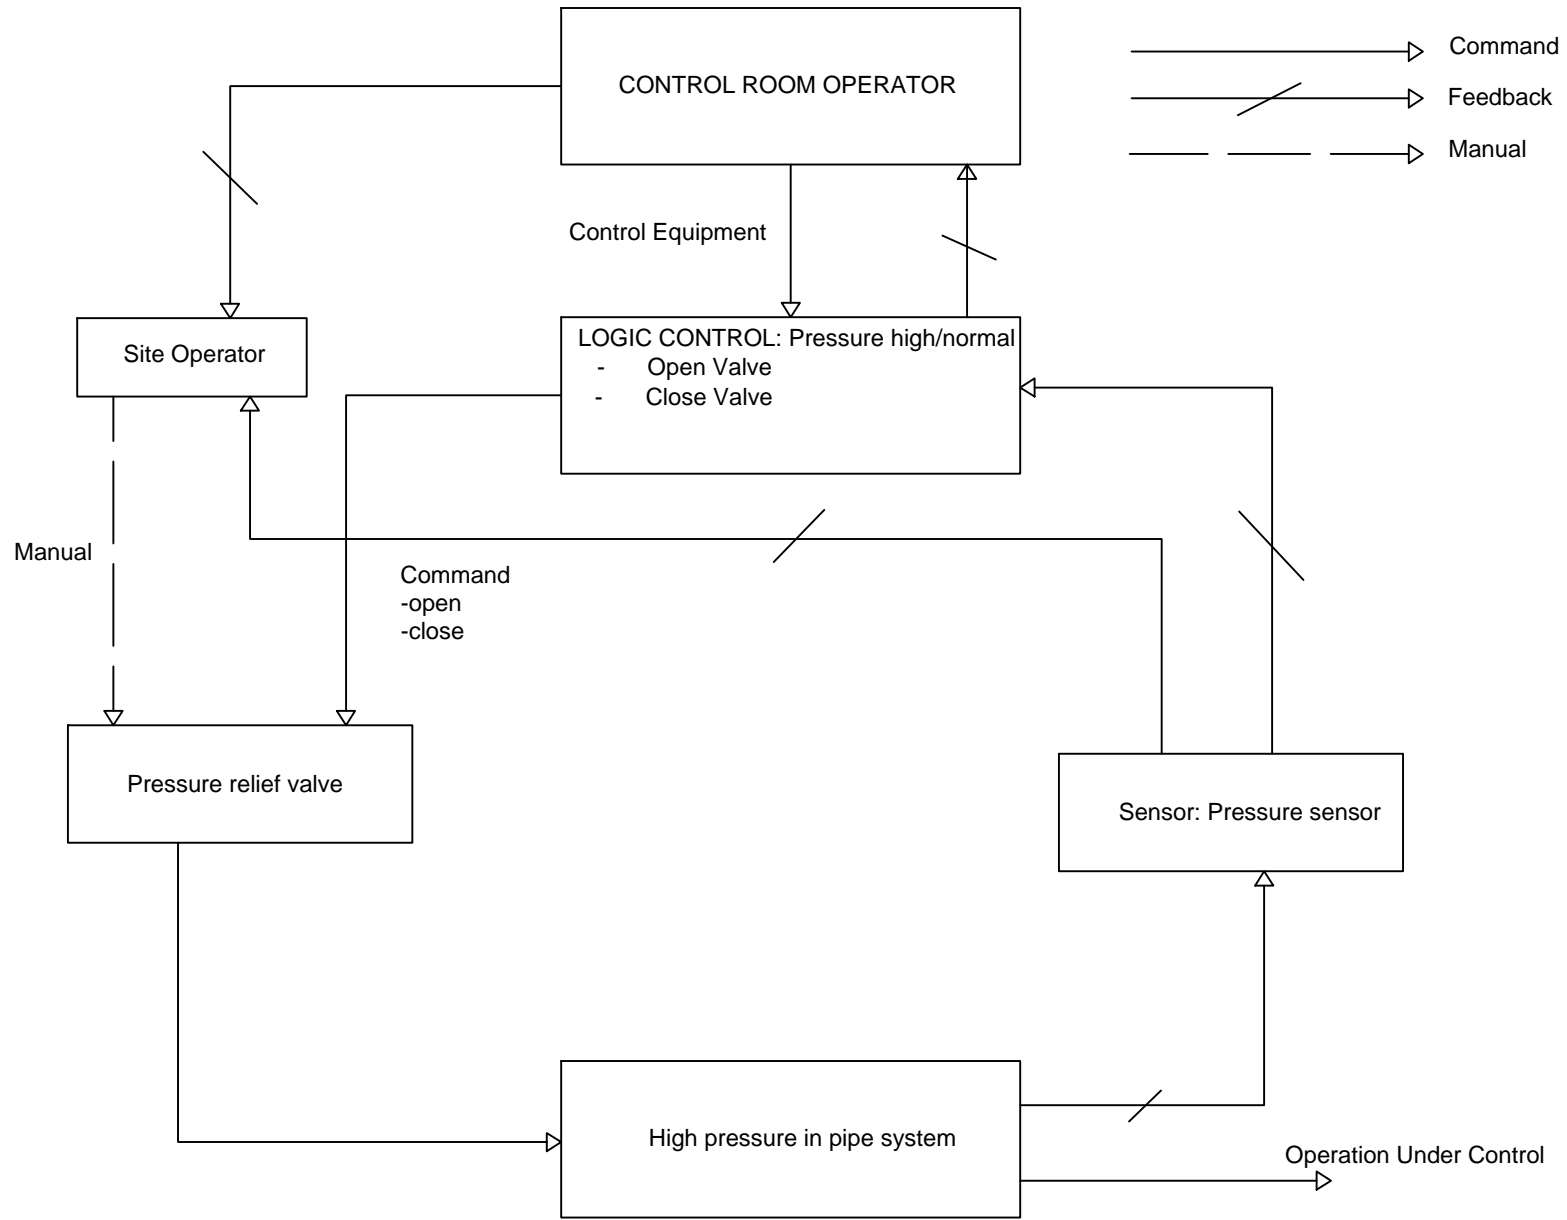 CONTROL ROOM OPERATOR
Command
Feedback
Manual
Control Equipment
Site Operator
LOGIC CONTROL: Pressure high/normal
- Open Valve
- Close Valve
Manual
Command
-open
-close
Pressure relief valve
Sensor: Pressure sensor
High pressure in pipe system
Operation Under Control